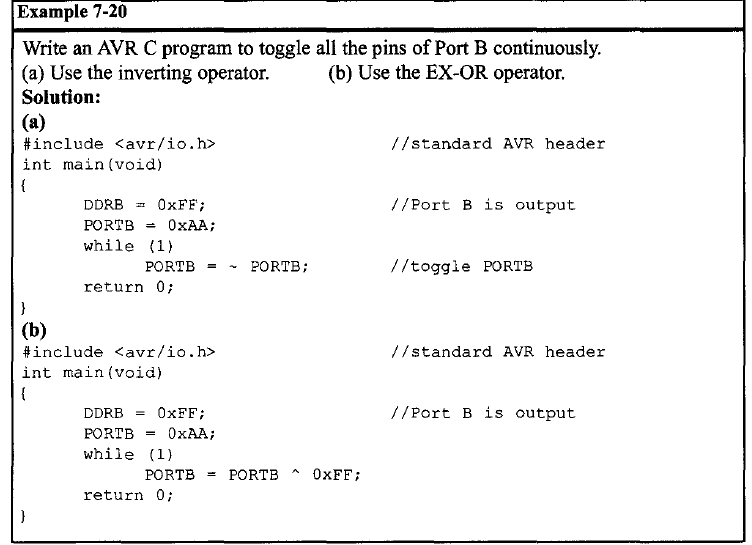 Example 7-20
Write an AVR C program to toggle all the pins of Port B continuously.
(a) Use the inverting operator. (b) Use the EX-OR operator.
Solution:
(a)
#include <avr/io.h> //standard AVR header
int main(void)
{
DDRB = 0xFF; //Port B is output
PORTB = 0xAA;
while (1)
PORTB = ~ PORTB; //toggle PORTB
return 0;
}
(b)
#include <avr/io.h> //standard AVR header
int main(void)
{
DDRB = 0xFF; //Port B is output
PORTB = 0xAA;
while (1)
PORTB = PORTB ^ 0xFF;
return 0;
}